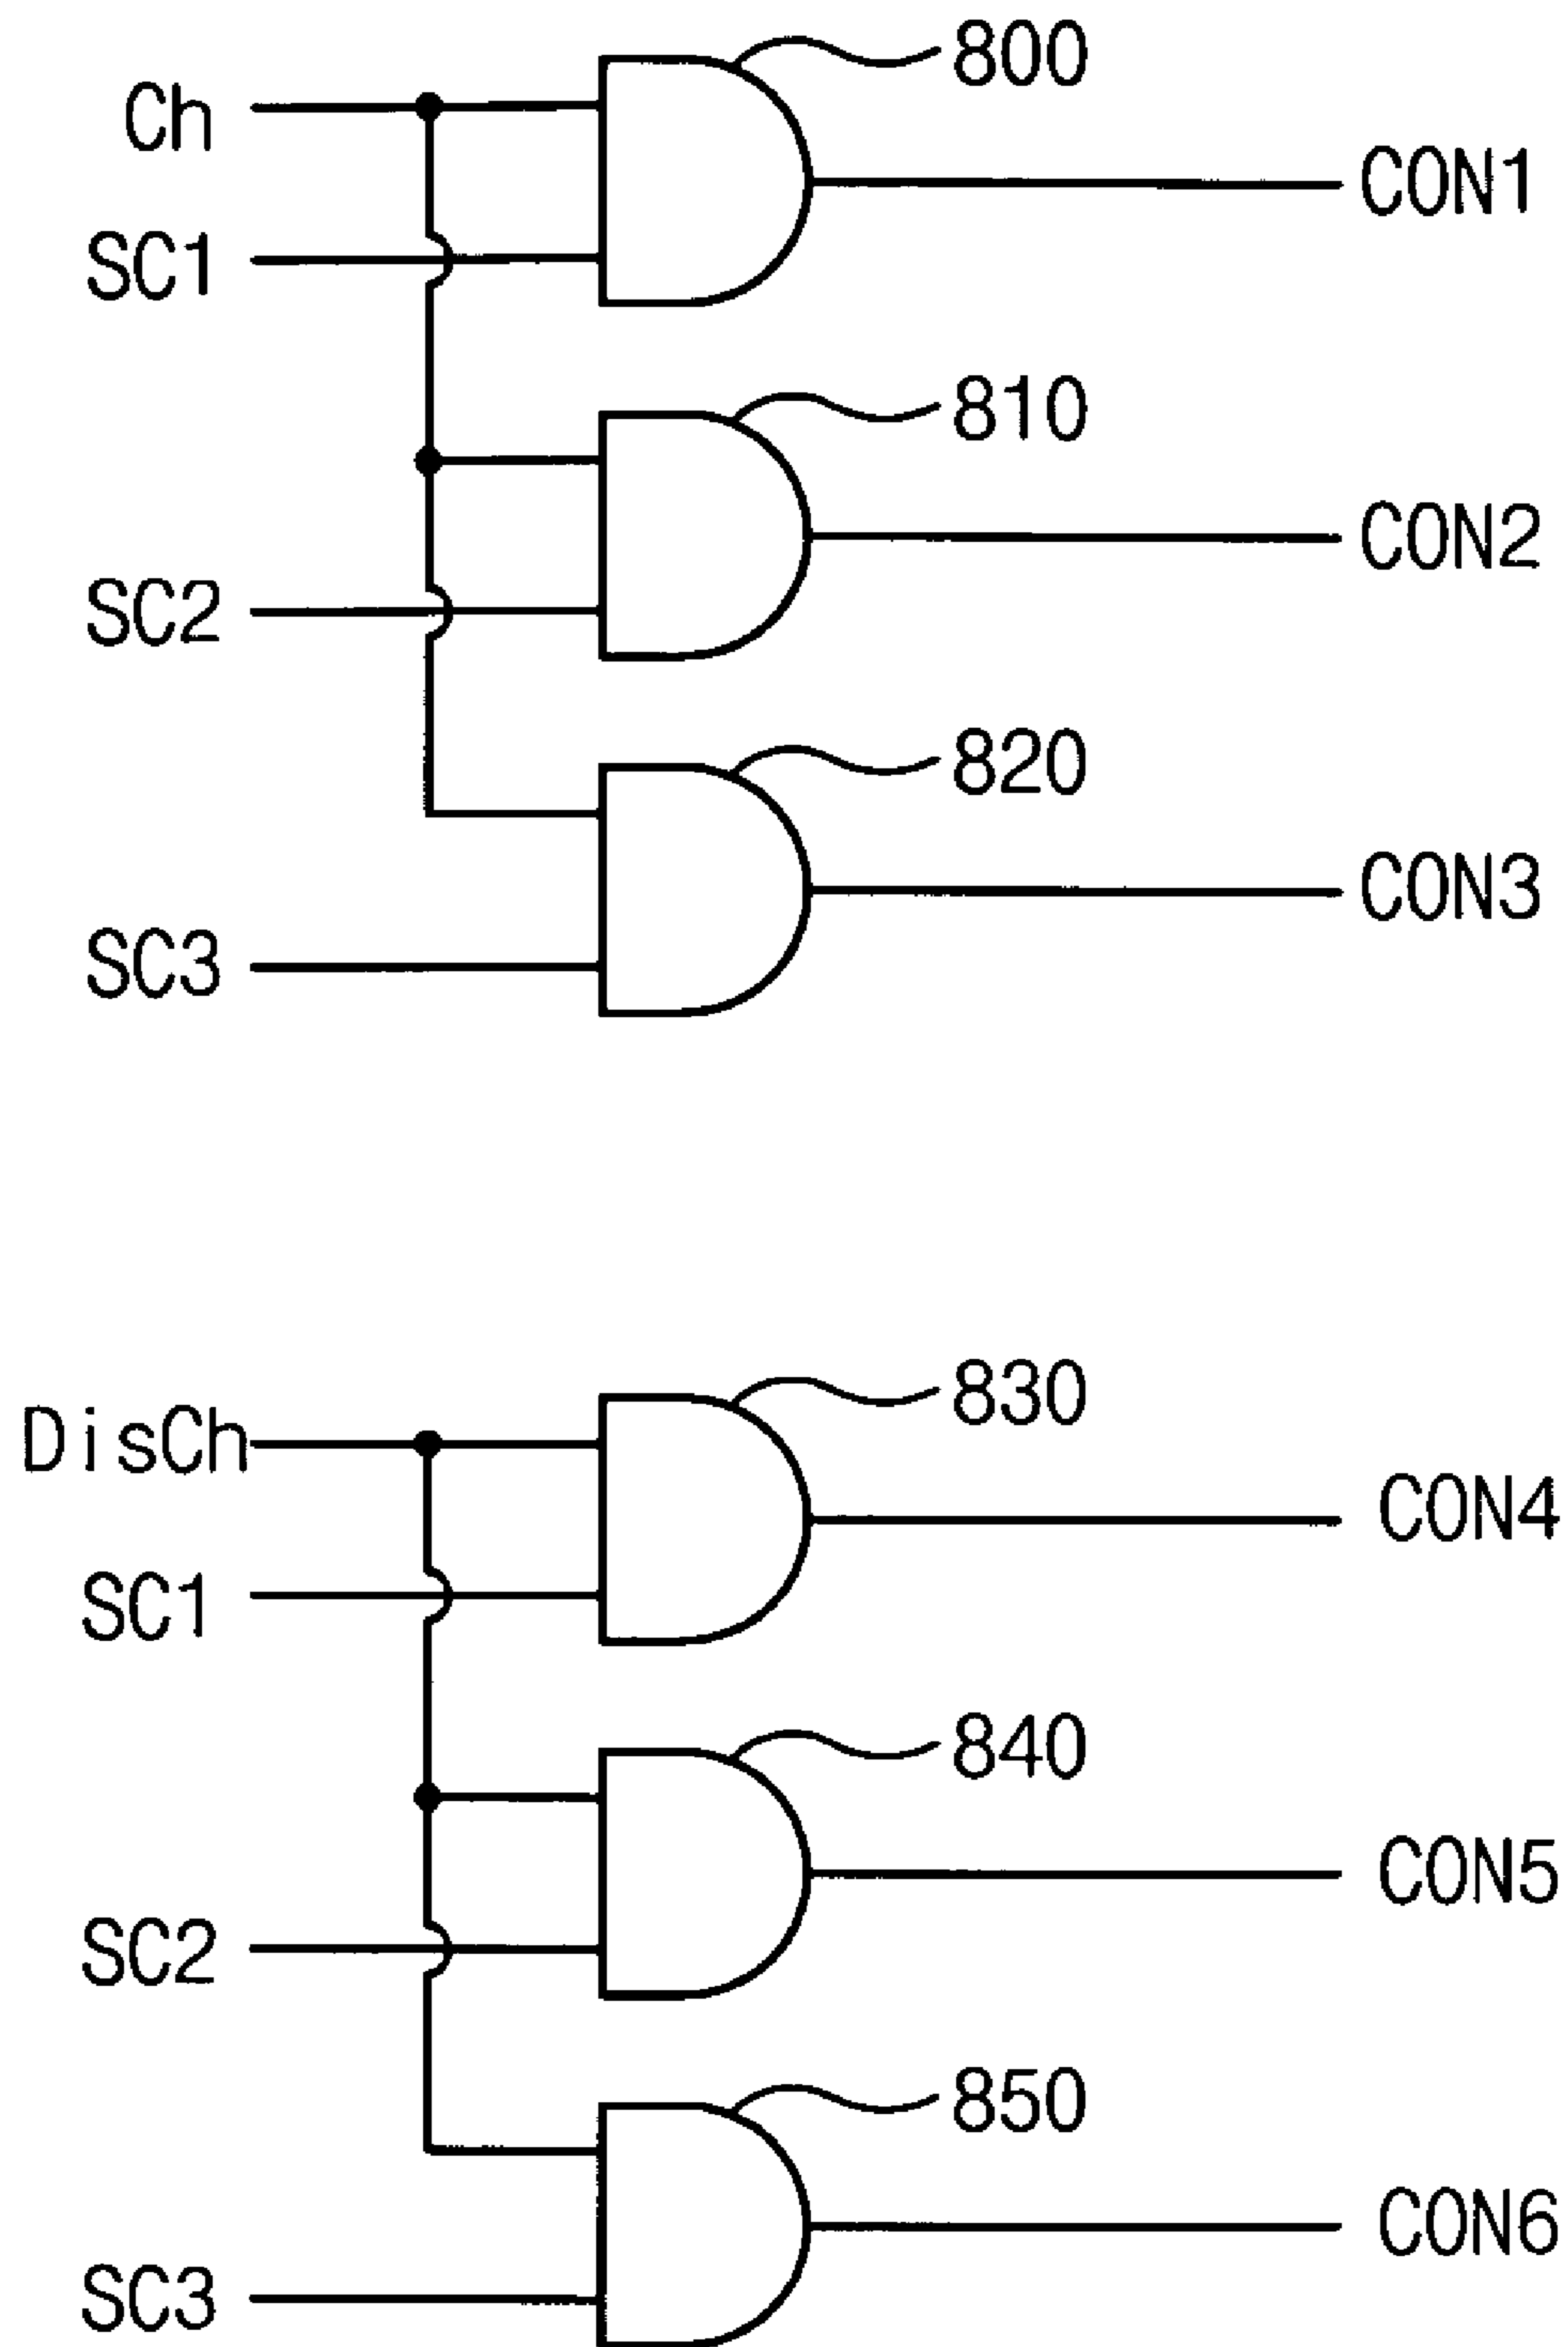 800
Ch
CON1
SC1
810
CON2
SC2
820
CON3
SC3
830
DisCh
CON4
SC1
840
CON5
SC2
850
CON6
SC3